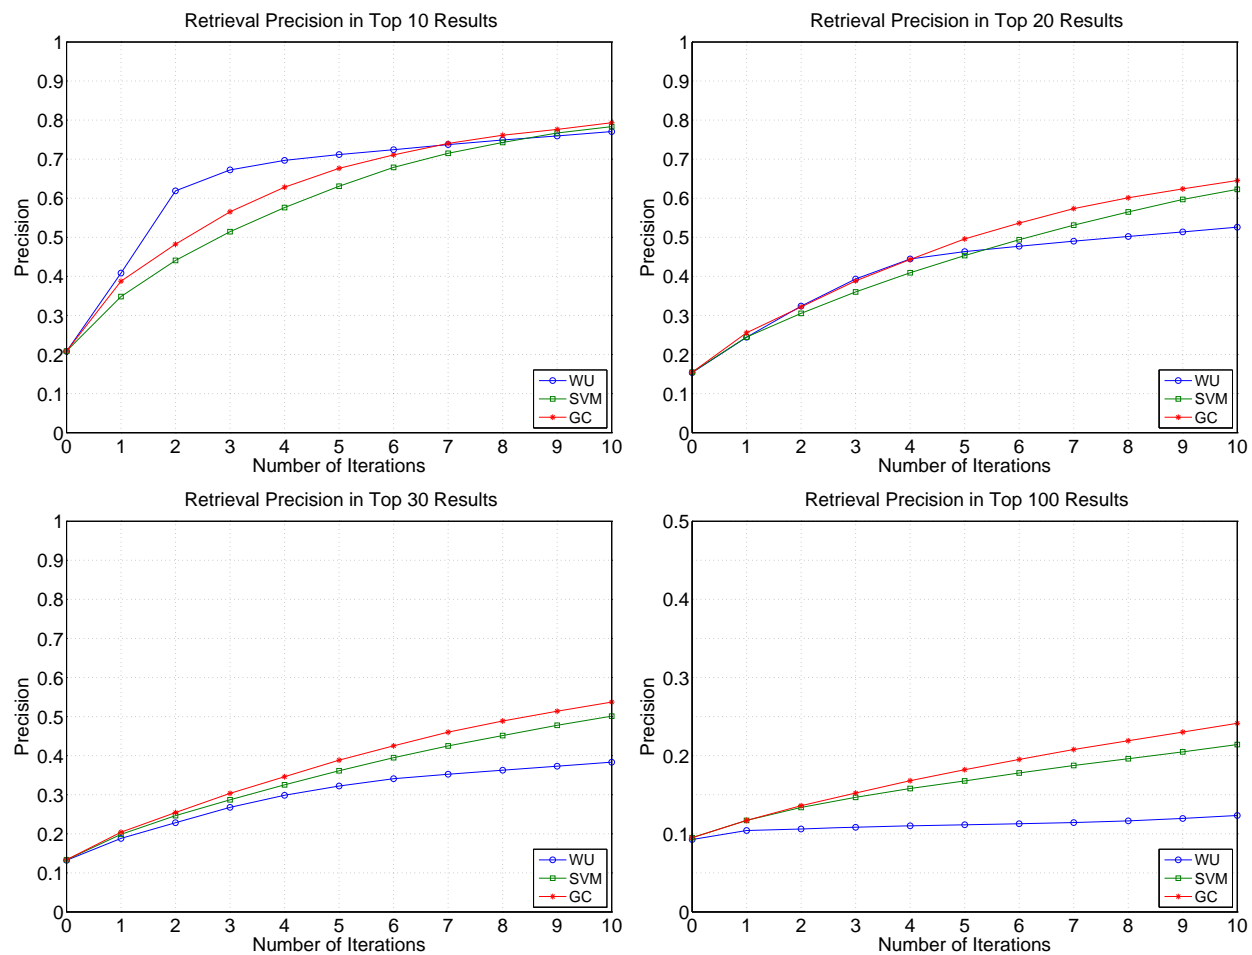 Retrieval Precision in Top 10 Results
1
0.9
0.8
0.7
0.6
0.5
0.4
0.3
0.2
0.1
0
Precision
0 1 2 3 4 5 6 7 8 9 10
Number of Iterations
WU
SVM
GC
Retrieval Precision in Top 20 Results
1
0.9
0.8
0.7
0.6
0.5
0.4
0.3
0.2
0.1
0
Precision
0 1 2 3 4 5 6 7 8 9 10
Number of Iterations
WU
SVM
GC
Retrieval Precision in Top 30 Results
1
0.9
0.8
0.7
0.6
0.5
0.4
0.3
0.2
0.1
0
Precision
0 1 2 3 4 5 6 7 8 9 10
Number of Iterations
WU
SVM
GC
Retrieval Precision in Top 100 Results
0.5
0.4
0.3
0.2
0.1
0
Precision
0 1 2 3 4 5 6 7 8 9 10
Number of Iterations
WU
SVM
GC